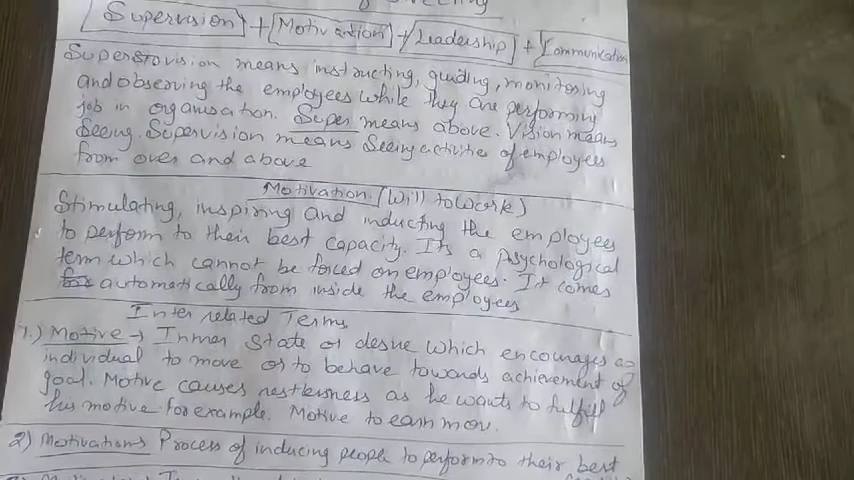 Supervision + Motivation + Leadership + Communication
Superstovision means instructing, guiding, monitoring
and observing the employees while they are performing
job in organisation. Super means above. Vision means
Seeing. Supervision means Seeing activities of employees
from over and above
Motivation (Will to work)
Stimulating, inspiring and inducting the employees
to perform to their best capacity. Its a psychological
term which cannot be forced on employees. It comes
automatically from inside the employees
Inter related Terms
1.) Motive → Inner State or desire which encourages an
individual to move or to behave towards achievement of
goal. Motive causes restlessness as he wants to fulfill
his motive. For example. Motive to earn mon.
2) Motivations Process of inducing people to perform to their best